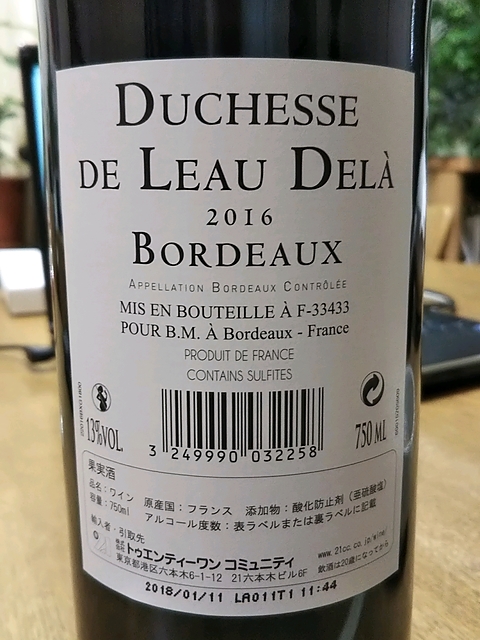 DUCHESSE
DE LEAU DELÀ
2016
BORDEAUX
APPELLATION BORDEAUX CONTRÔLÉE
MIS EN BOUTEILLE À F-33433
POUR B.M. À Bordeaux - France
PRODUIT DE FRANCE
CONTAINS SULFITES
13%VOL.
3 249990 032258
750 ML
果実酒
品名：ワイン
容量：750ml
原産国：フランス 添加物：酸化防止剤（亜硫酸塩）
アルコール度数：表ラベルまたは裏ラベルに記載
輸入者・引取先
株式会社 トゥエンティーワン コミュニティ
東京都港区六本木6-1-12 21六本木ビル6F
www.21cc.co.jp/wine/
飲酒は20歳になってから
2018/01/11 LA011T1 11:44